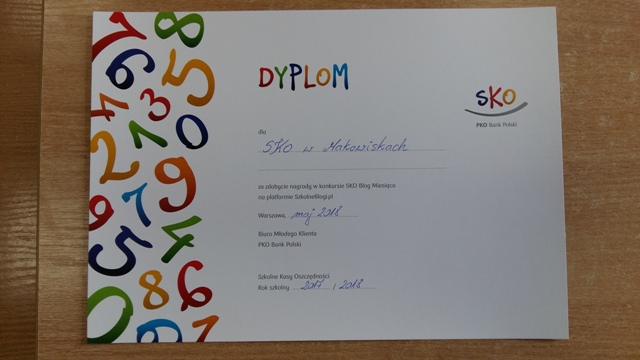 DYPLOM
SKO
PKO Bank Polski
dla
SKO w Makowiskach
za zdobycie nagrody w konkursie SKO Blog Miesiąca
na platformie SzkolneBlogi.pl
Warszawa, maj 2018
Biuro Młodego Klienta
PKO Bank Polski
Szkolne Kasy Oszczędności
Rok szkolny 2017 / 2018